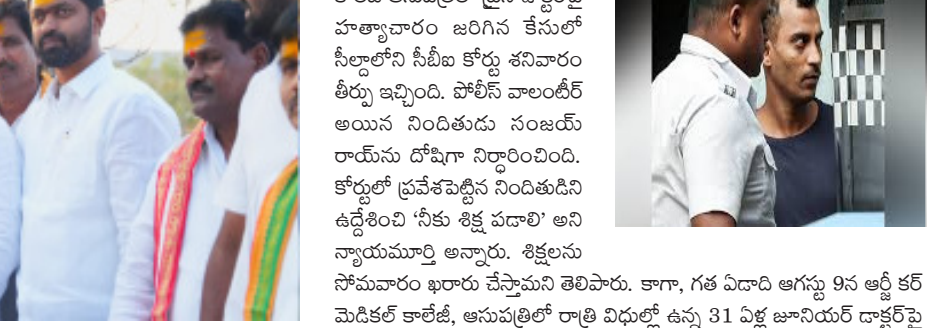 హత్యాచారం జరిగిన కేసులో
సీల్దాలోని సీబీఐ కోర్టు శనివారం
తీర్పు ఇచ్చింది. పోలీస్ వాలంటీర్
అయిన నిందితుడు సంజయ్
రాయ్‌ను దోషిగా నిర్ధారించింది.
కోర్టులో ప్రవేశపెట్టిన నిందితుడిని
ఉద్దేశించి ‘నీకు శిక్ష పడాలి’ అని
న్యాయమూర్తి అన్నారు. శిక్షలను
సోమవారం ఖరారు చేస్తామని తెలిపారు. కాగా, గత ఏడాది ఆగస్టు 9న ఆర్జీ కర్
మెడికల్ కాలేజీ, ఆసుపత్రిలో రాత్రి విధుల్లో ఉన్న 31 ఏళ్ల జూనియర్ డాక్టర్‌పై